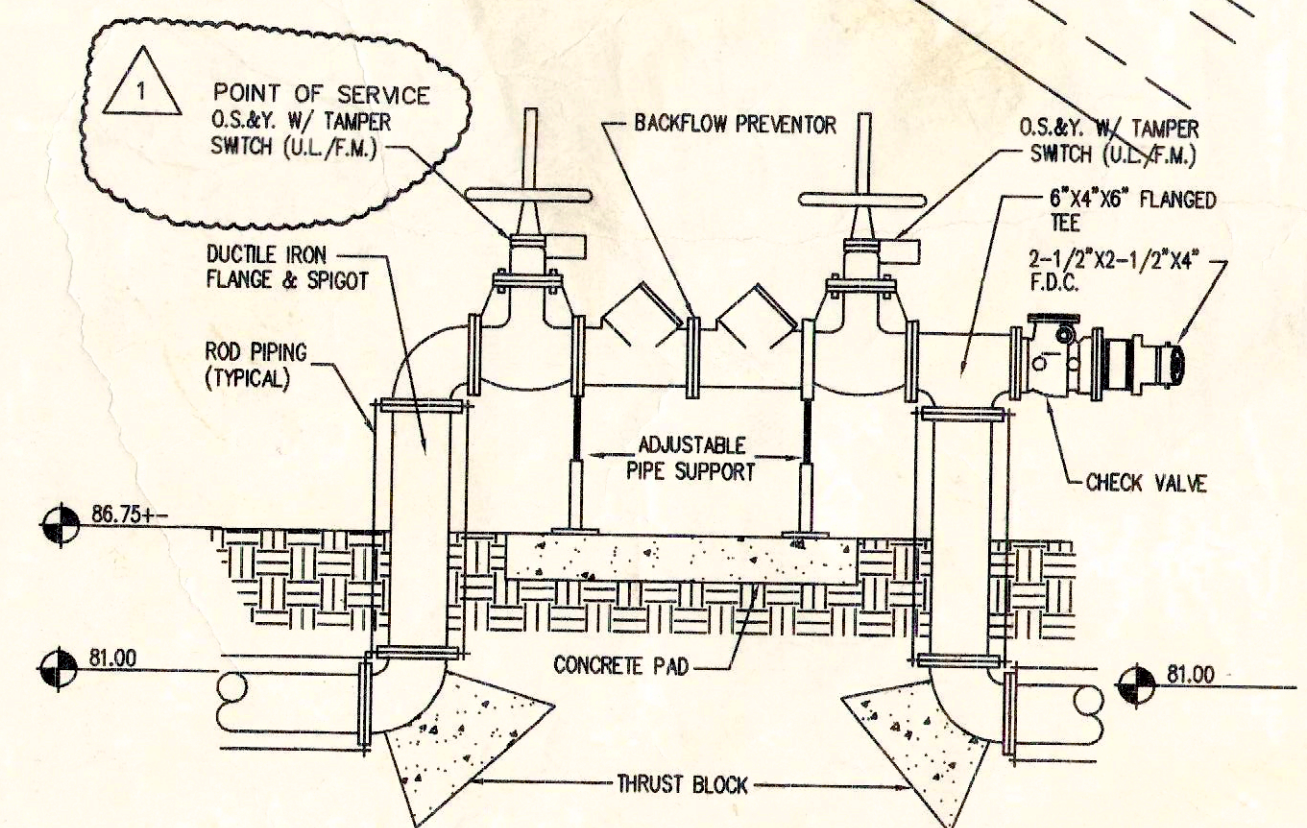 1
POINT OF SERVICE
O.S.&Y. W/ TAMPER
SWITCH (U.L./F.M.)
BACKFLOW PREVENTOR
O.S.&Y. W/ TAMPER
SWITCH (U.L./F.M.)
6"X4"X6" FLANGED
TEE
2-1/2"X2-1/2"X4"
F.D.C.
DUCTILE IRON
FLANGE & SPIGOT
ROD PIPING
(TYPICAL)
ADJUSTABLE
PIPE SUPPORT
CHECK VALVE
86.75+-
81.00
CONCRETE PAD
81.00
THRUST BLOCK